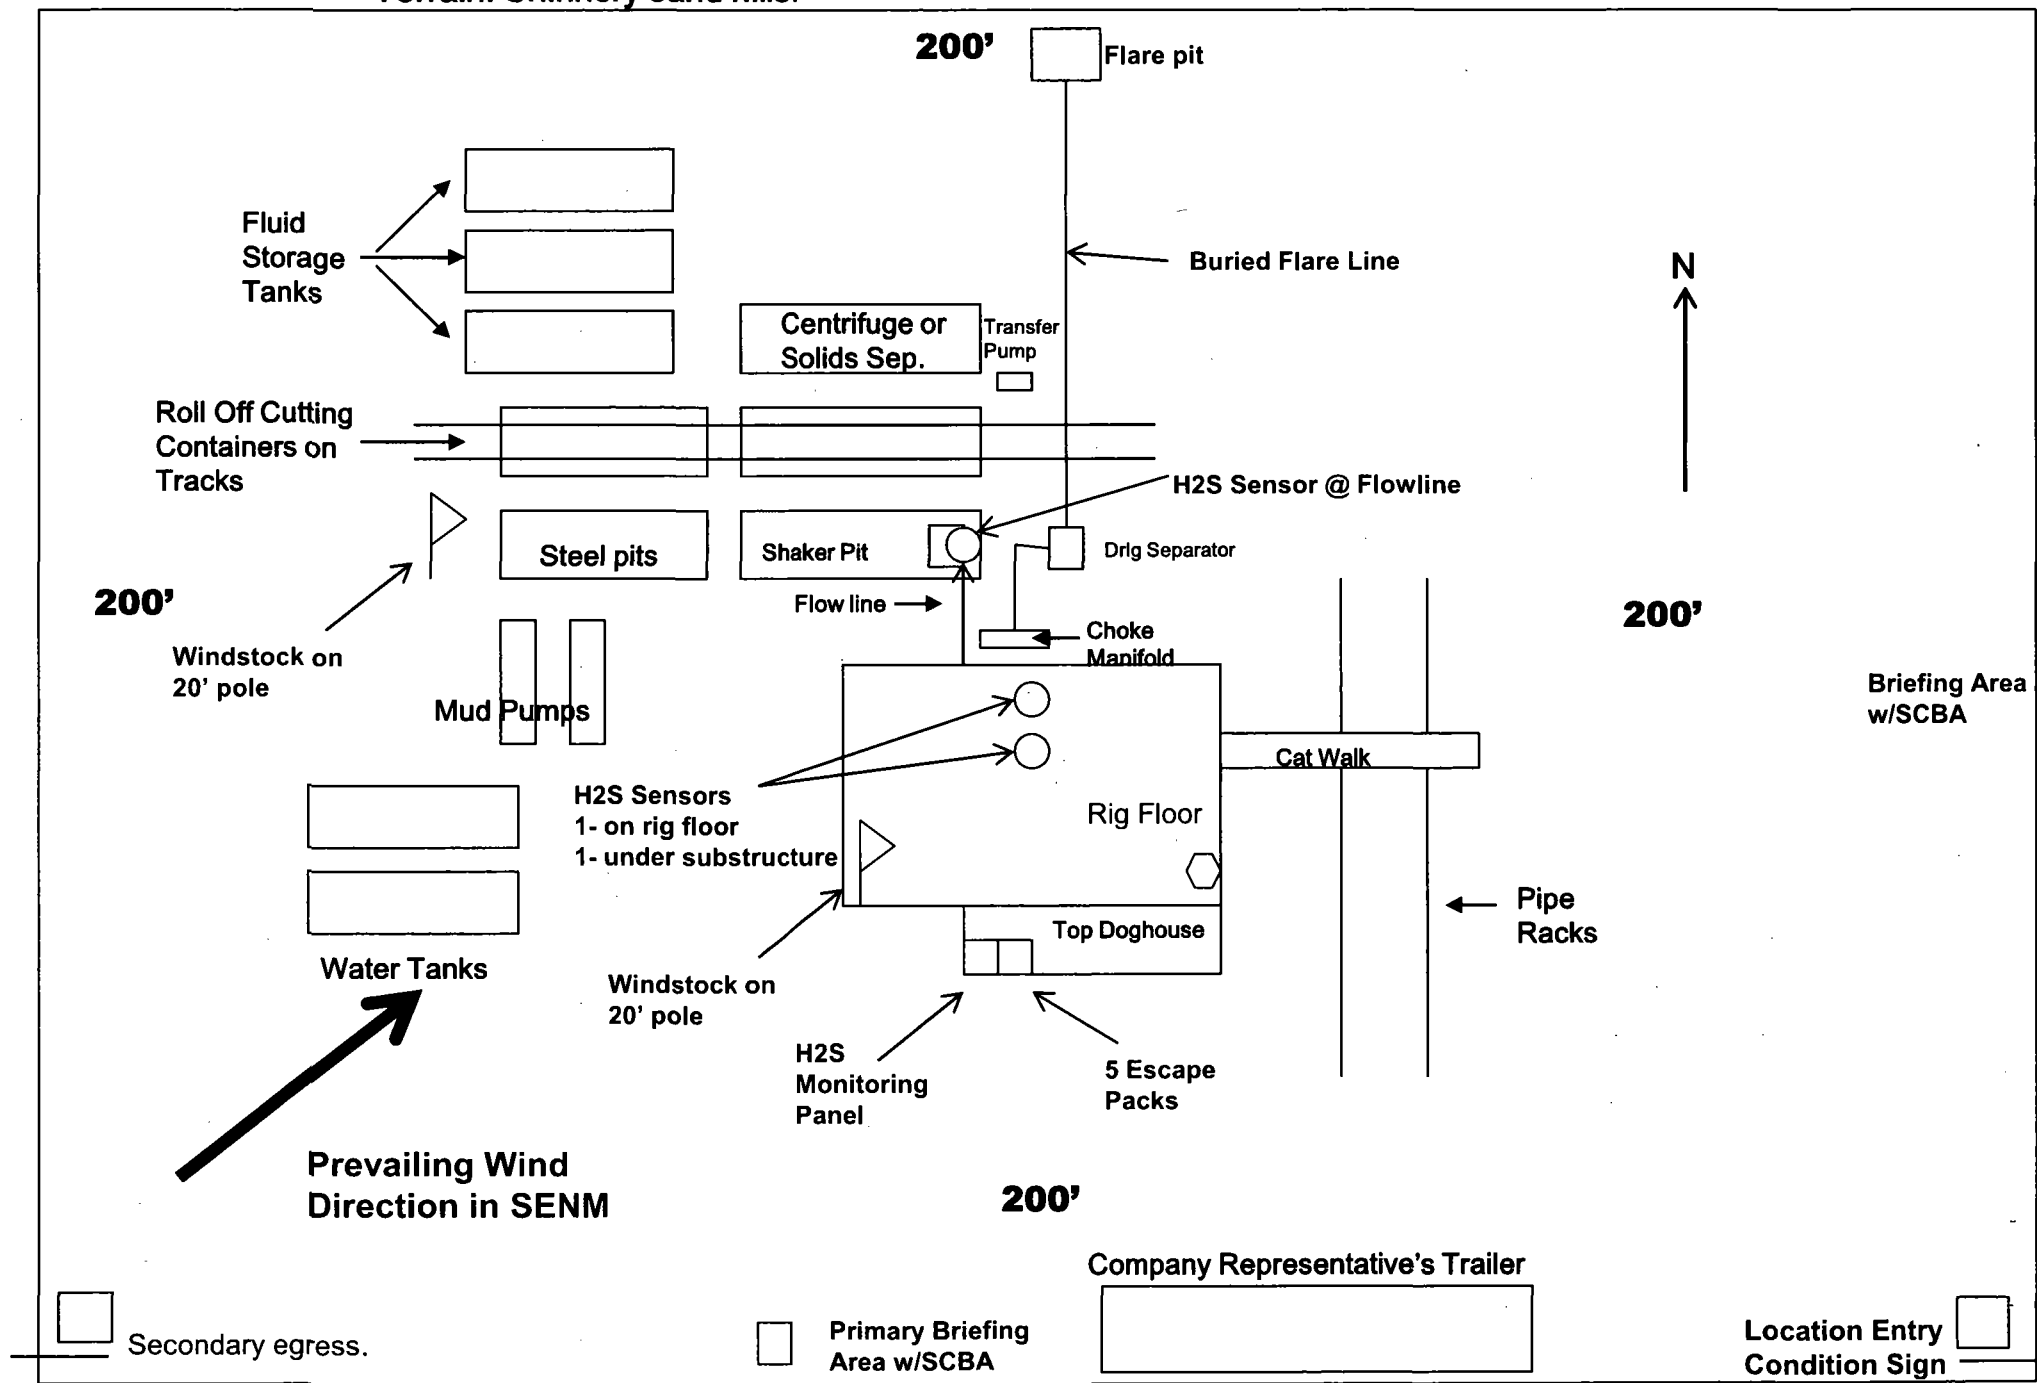 Terrain: Shinnery sand hills.
200'
Flare pit
Fluid
Storage
Tanks
Buried Flare Line
N
Centrifuge or
Solids Sep.
Transfer
Pump
Roll Off Cutting
Containers on
Tracks
H2S Sensor @ Flowline
Steel pits
Shaker Pit
Drlg Separator
200'
Flow line
200'
Choke
Manifold
Windstock on
20' pole
Briefing Area
w/SCBA
Mud Pumps
Cat Walk
H2S Sensors
1- on rig floor
1- under substructure
Rig Floor
Pipe
Racks
Top Doghouse
Water Tanks
Windstock on
20' pole
H2S
Monitoring
Panel
5 Escape
Packs
Prevailing Wind
Direction in SENM
200'
Company Representative's Trailer
Secondary egress.
Primary Briefing
Area w/SCBA
Location Entry
Condition Sign